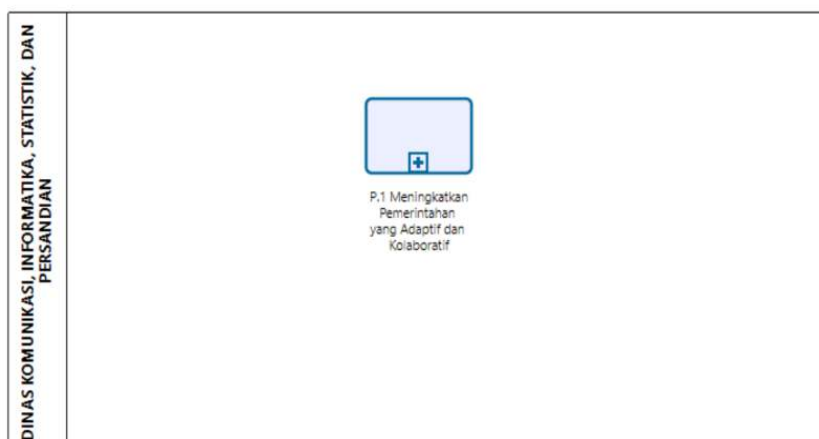 DINAS KOMUNIKASI, INFORMATIKA, STATISTIK, DAN
PERSANDIAN
P.1 Meningkatkan
Pemerintahan
yang Adaptif dan
Kolaboratif